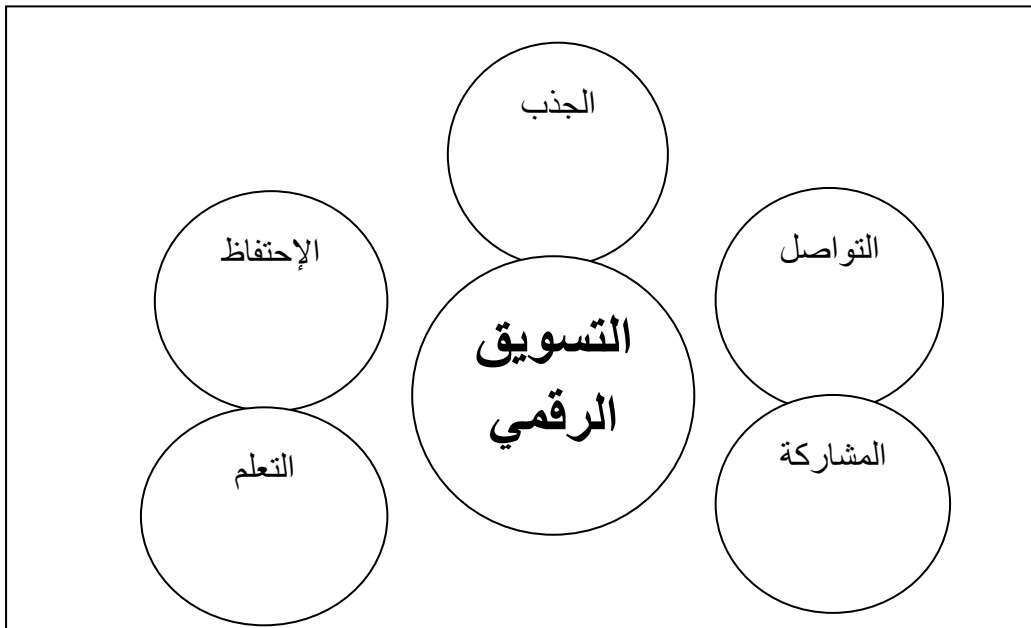 الجذب
التواصل
الإحتفاظ
التسويق
الرقمي
المشاركة
التعلم